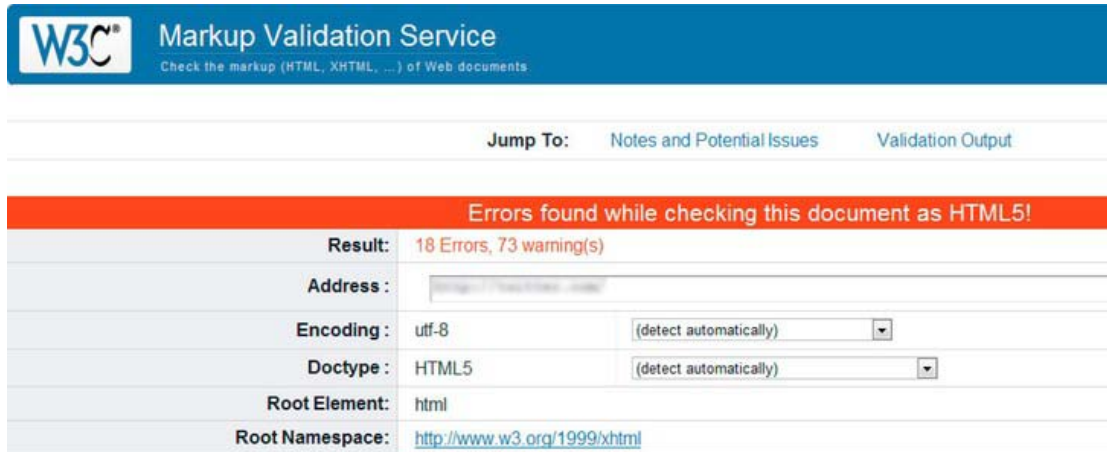 W3C®
Markup Validation Service
Check the markup (HTML, XHTML, ...) of Web documents
Jump To: Notes and Potential Issues Validation Output
Errors found while checking this document as HTML5!
Result: 18 Errors, 73 warning(s)
Address :
Encoding : utf-8 (detect automatically)
Doctype : HTML5 (detect automatically)
Root Element: html
Root Namespace: http://www.w3.org/1999/xhtml